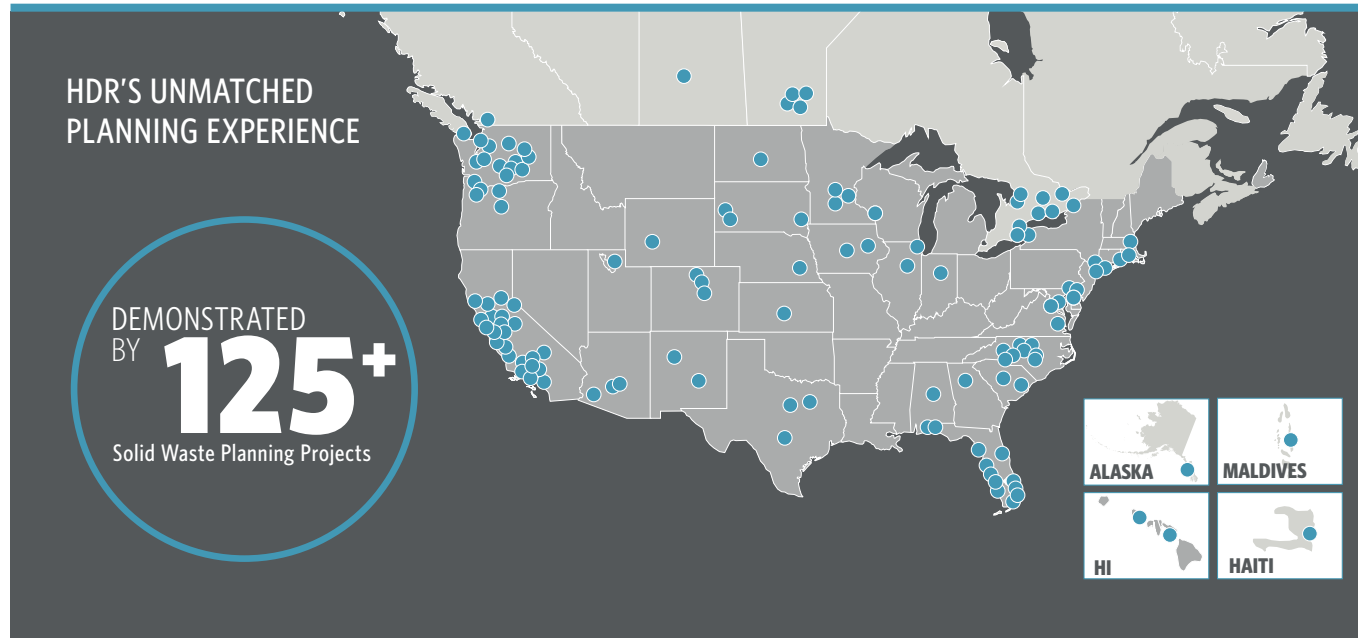 HDR'S UNMATCHED
PLANNING EXPERIENCE
DEMONSTRATED
BY 125+
Solid Waste Planning Projects
ALASKA
MALDIVES
HI
HAITI